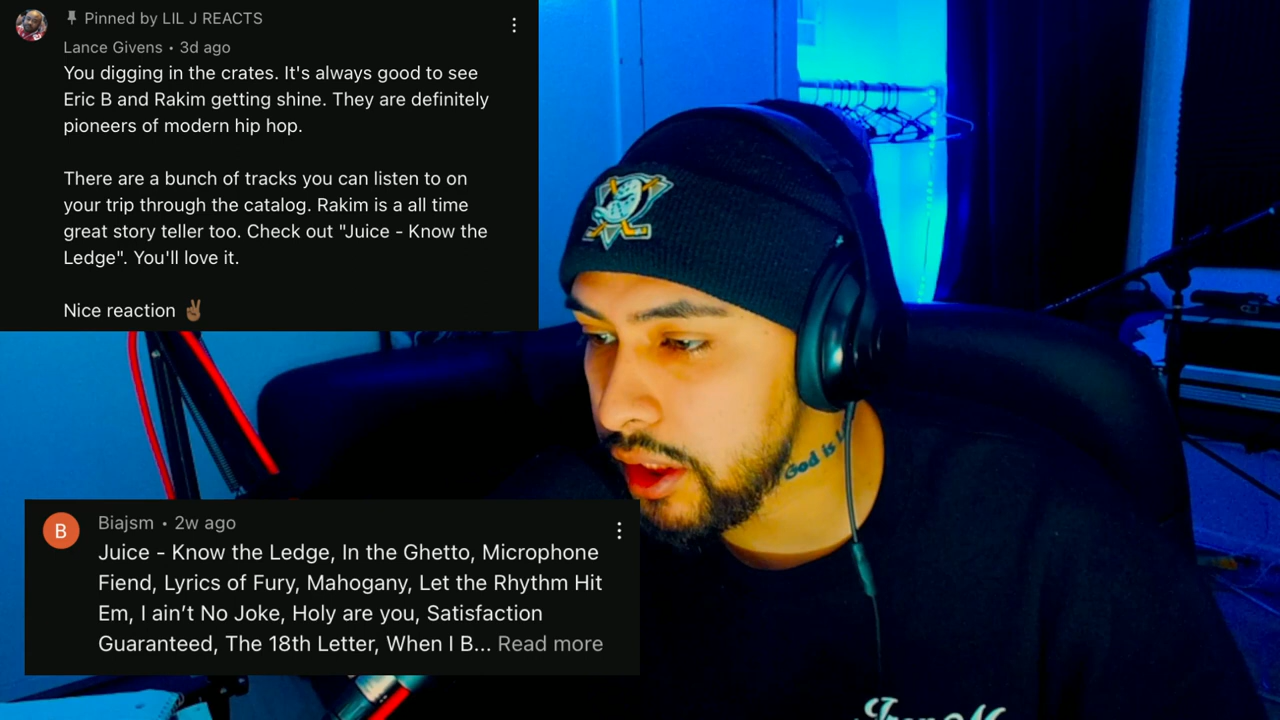 Pinned by LIL J REACTS
Lance Givens • 3d ago
You digging in the crates. It's always good to see
Eric B and Rakim getting shine. They are definitely
pioneers of modern hip hop.
There are a bunch of tracks you can listen to on
your trip through the catalog. Rakim is a all time
great story teller too. Check out "Juice - Know the
Ledge". You'll love it.
Nice reaction ✌🏾
God is
B
Biajsm • 2w ago
Juice - Know the Ledge, In the Ghetto, Microphone
Fiend, Lyrics of Fury, Mahogany, Let the Rhythm Hit
Em, I ain’t No Joke, Holy are you, Satisfaction
Guaranteed, The 18th Letter, When I B... Read more